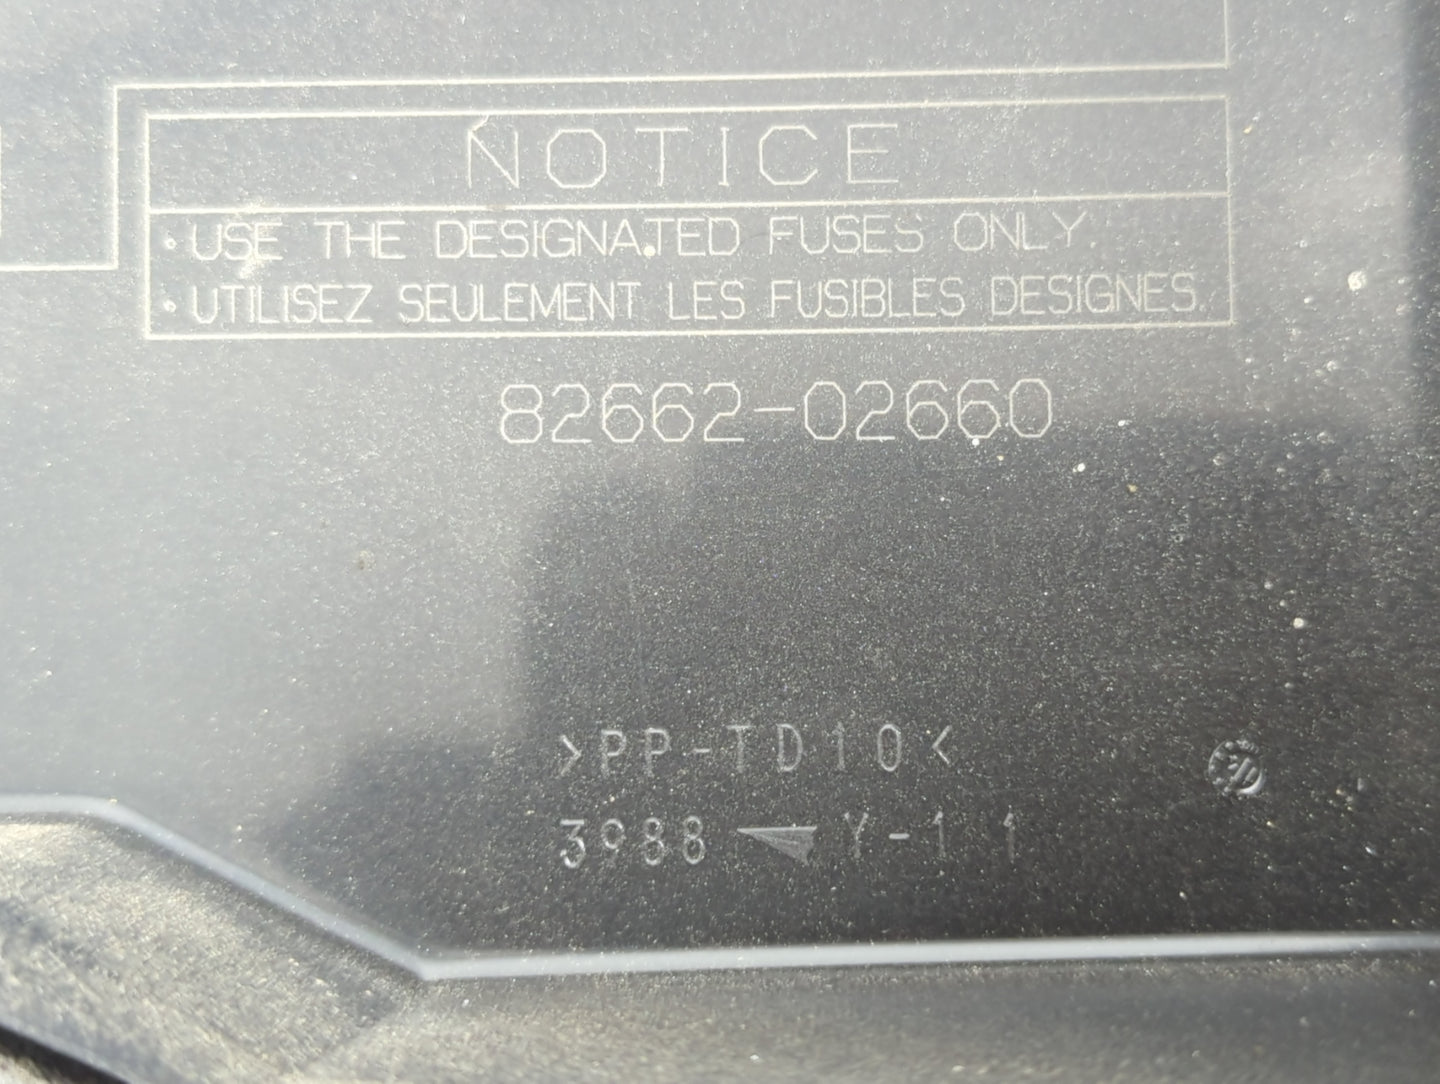 NOTICE
·USE THE DESIGNATED FUSES ONLY.
·UTILISEZ SEULEMENT LES FUSIBLES DESIGNES.
82662-02660
>PP-TD10<
3988 Y-1 1